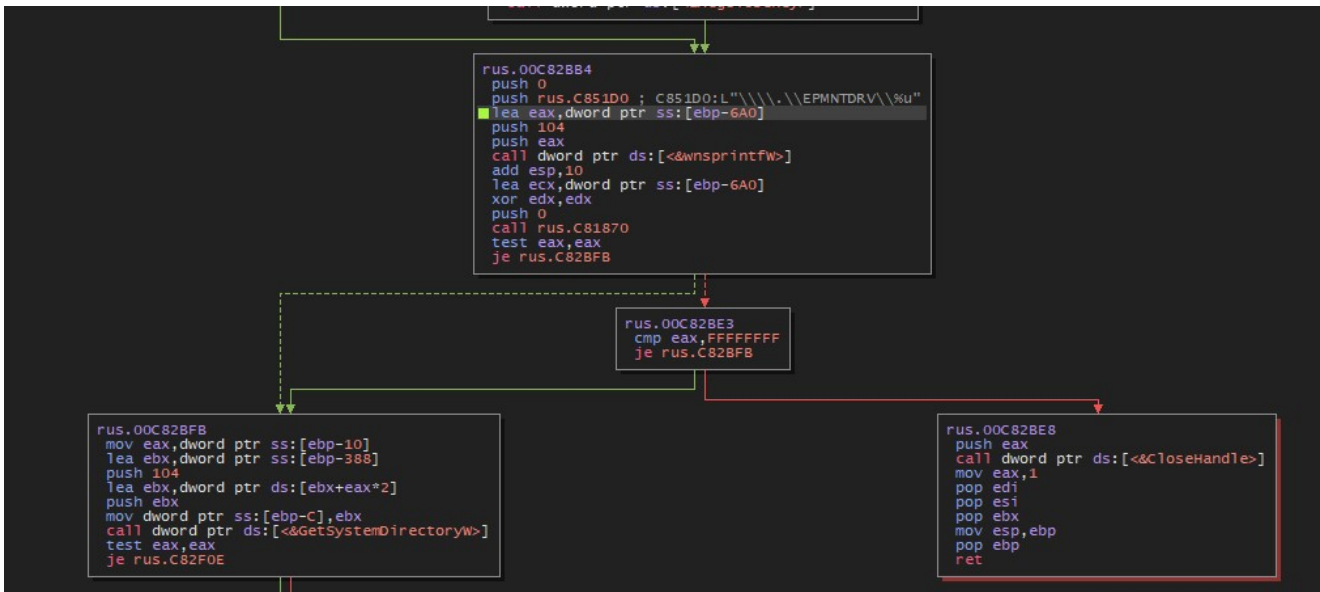 rus.00C82BB4
push 0
push rus.C851D0 ; C851D0:L"\\\\.\\EPMNTDRV\\%u"
lea eax,dword ptr ss:[ebp-6A0]
push 104
push eax
call dword ptr ds:[<&wnsprintfW>]
add esp,10
lea ecx,dword ptr ss:[ebp-6A0]
xor edx,edx
push 0
call rus.C81870
test eax,eax
je rus.C82BFB
rus.00C82BE3
cmp eax,FFFFFFFF
je rus.C82BFB
rus.00C82BFB
mov eax,dword ptr ss:[ebp-10]
lea ebx,dword ptr ss:[ebp-388]
push 104
lea ebx,dword ptr ds:[ebx+eax*2]
push ebx
mov dword ptr ss:[ebp-C],ebx
call dword ptr ds:[<&GetSystemDirectoryW>]
test eax,eax
je rus.C82F0E
rus.00C82BE8
push eax
call dword ptr ds:[<&CloseHandle>]
mov eax,1
pop edi
pop esi
pop ebx
mov esp,ebp
pop ebp
ret